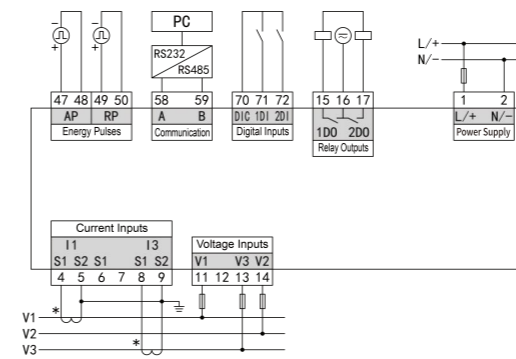 PC
RS232
RS485
L/+
N/-
- + - +
47 48 49 50
AP RP
Energy Pulses
58 59
A B
Communication
70 71 72
DIC 1DI 2DI
Digital Inputs
15 16 17
1DO 2DO
Relay Outputs
1 2
L/+ N/-
Power Supply
Current Inputs
I1 I3
S1 S2 S1 S1 S2
4 5 6 7 8 9
Voltage Inputs
V1 V3 V2
11 12 13 14
* *
V1
V2
V3